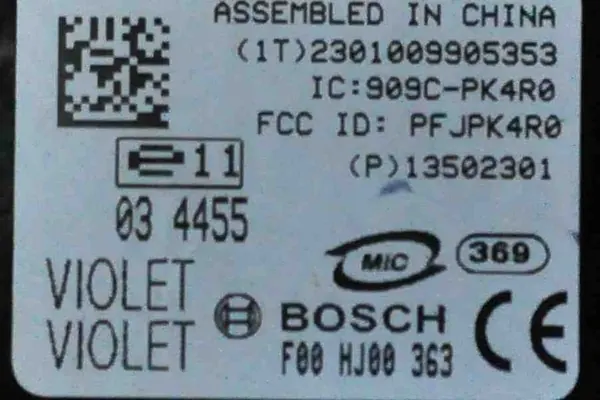 ASSEMBLED IN CHINA
(1T)2301009905353
IC:909C-PK4R0
FCC ID: PFJPK4R0
e11
(P)13502301
03 4455
MIC
369
VIOLET
VIOLET
BOSCH
F00 HJ00 363
CE